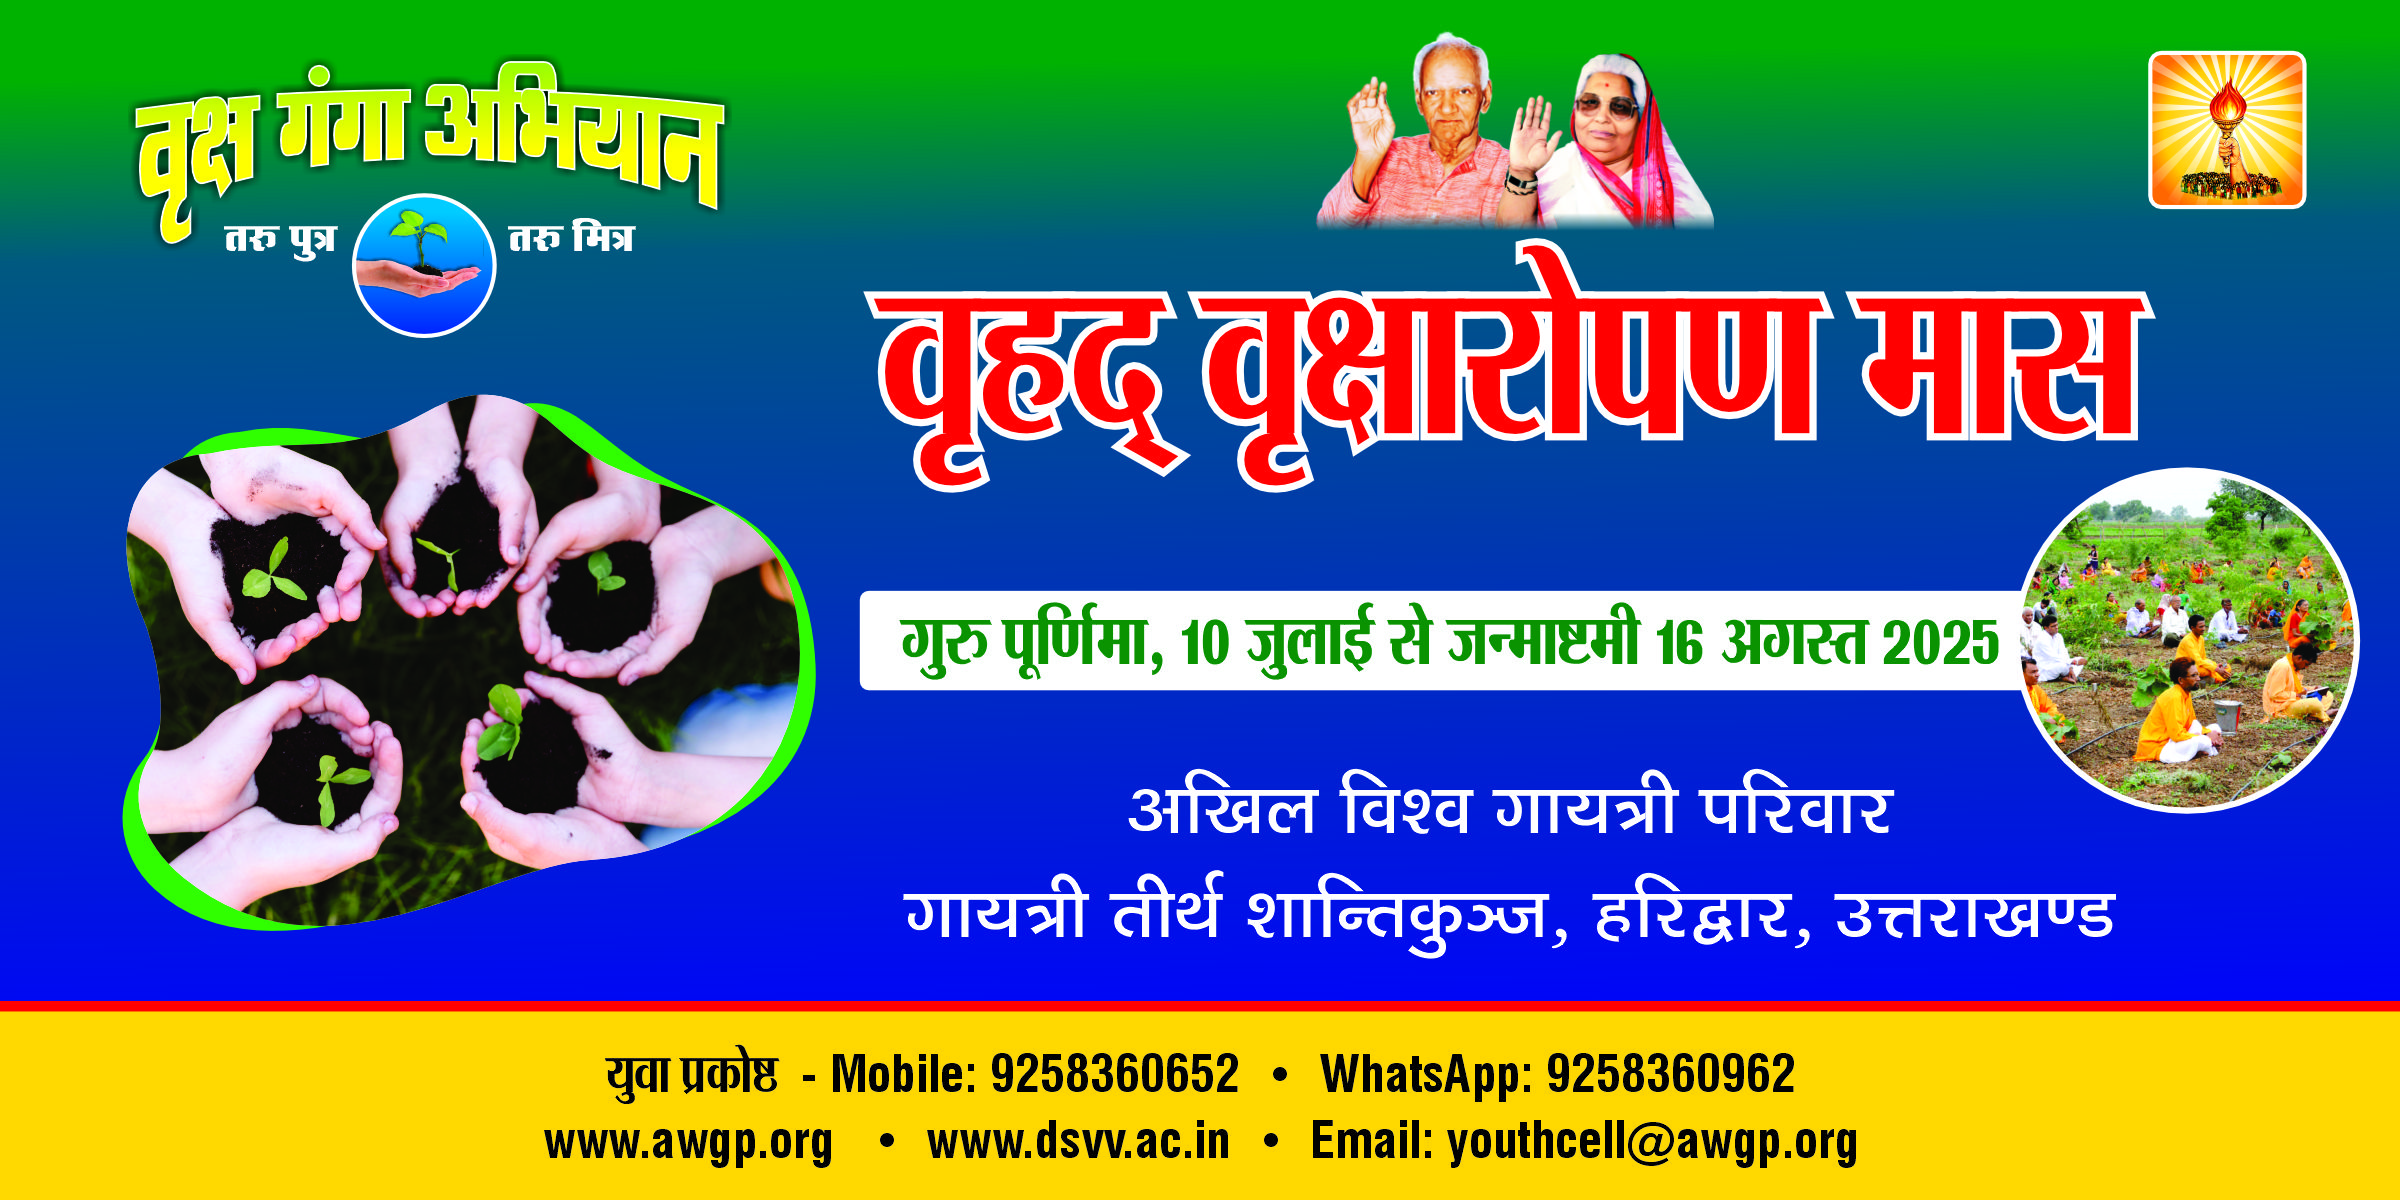 वृक्ष गंगा अभियान
तरु पुत्र तरु मित्र
वृहद् वृक्षारोपण मास
गुरु पूर्णिमा, 10 जुलाई से जन्माष्टमी 16 अगस्त 2025
अखिल विश्व गायत्री परिवार
गायत्री तीर्थ शान्तिकुञ्ज, हरिद्वार, उत्तराखण्ड
युवा प्रकोष्ठ - Mobile: 9258360652 • WhatsApp: 9258360962
www.awgp.org • www.dsvv.ac.in • Email: youthcell@awgp.org